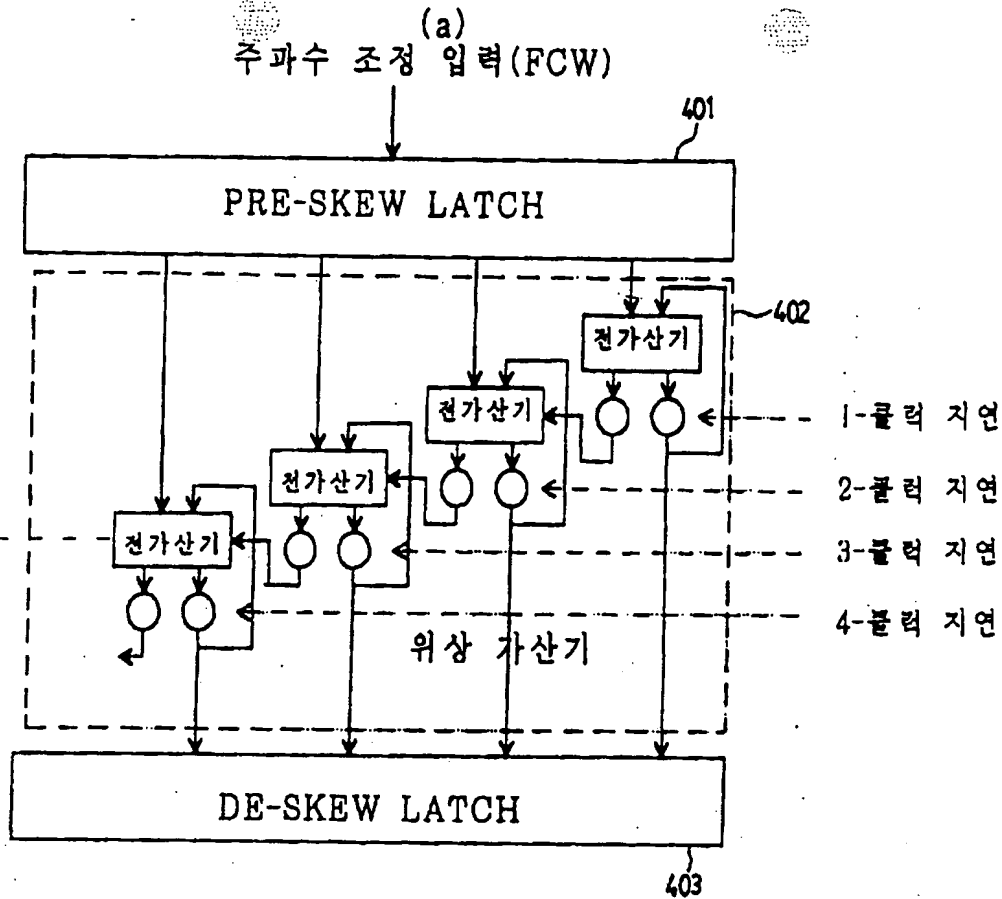 (a)
주파수 조정 입력(FCW)
401
PRE-SKEW LATCH
402
전가산기
1-클럭 지연
전가산기
2-클럭 지연
전가산기
3-클럭 지연
전가산기
4-클럭 지연
위상 가산기
DE-SKEW LATCH
403